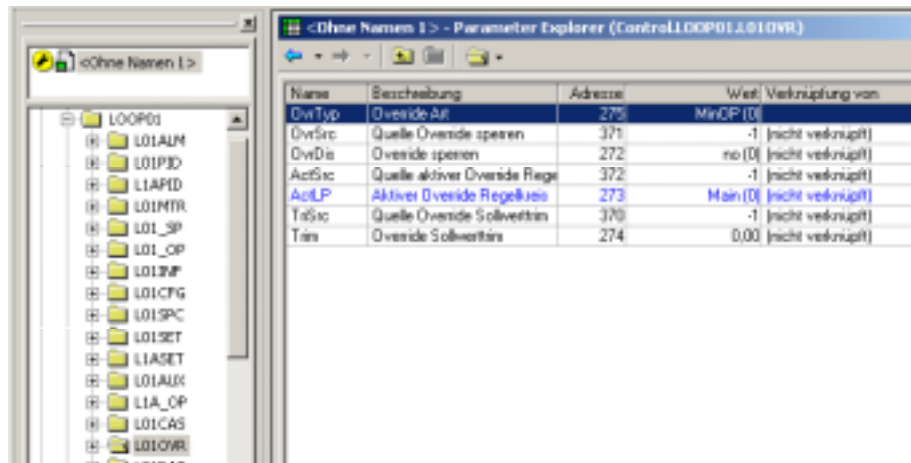 <Ohne Namen 1> - Parameter Explorer (Control.LOOP01.L01OVR)
<Ohne Namen 1>
LOOP01
L01ALM
L01PID
L1APID
L01MTR
L01_SP
L01_OP
L01INF
L01CFG
L01SPC
L01SET
L1ASET
L01AUX
L1A_OP
L01CAS
L01OVR
Name Beschreibung Adresse Wert Verknüpfung von
OvrTyp Override Art 275 MinOP (0)
OvrSrc Quelle Override sperren 371 -1 (nicht verknüpft)
OvrDis Override sperren 272 no (0) (nicht verknüpft)
ActSrc Quelle aktiver Override Rege 372 -1 (nicht verknüpft)
ActLP Aktiver Override Regelkreis 273 Main (0) (nicht verknüpft)
TrSrc Quelle Override Sollwerttrim 370 -1 (nicht verknüpft)
Trim Override Sollwerttrim 274 0,00 (nicht verknüpft)